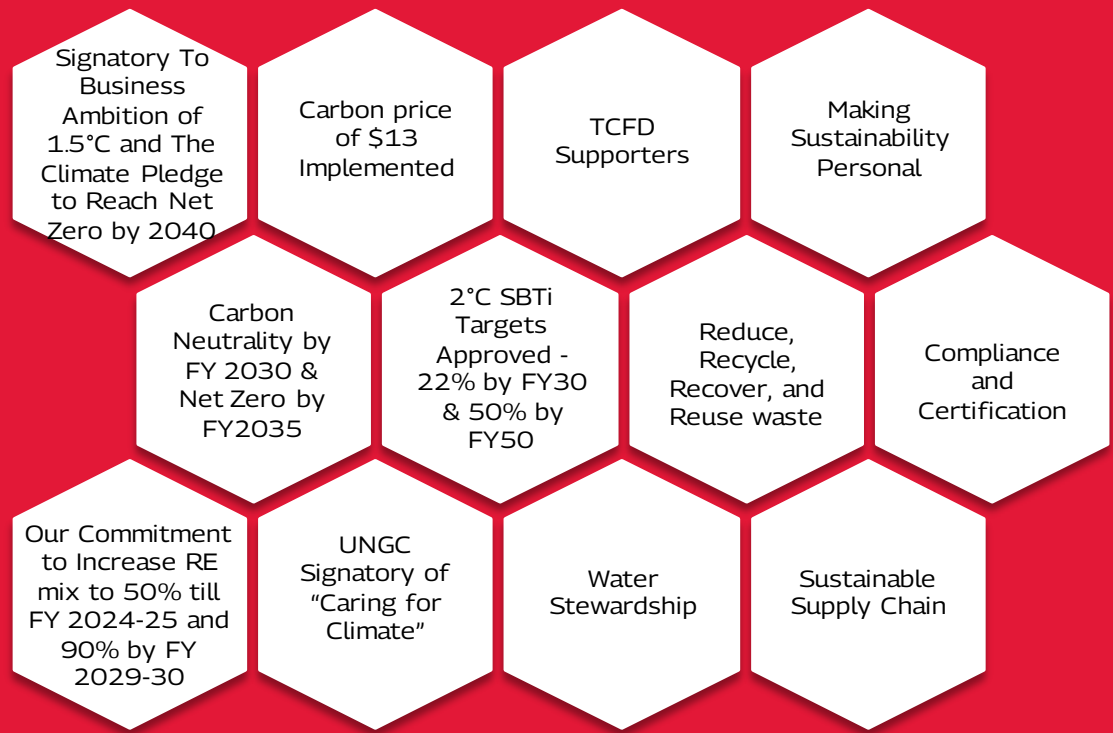 Signatory To
Business
Ambition of
1.5°C and The
Climate Pledge
to Reach Net
Zero by 2040
Carbon price
of $13
Implemented
TCFD
Supporters
Making
Sustainability
Personal
Carbon
Neutrality by
FY 2030 &
Net Zero by
FY2035
2°C SBTi
Targets
Approved -
22% by FY30
& 50% by
FY50
Reduce,
Recycle,
Recover, and
Reuse waste
Compliance
and
Certification
Our Commitment
to Increase RE
mix to 50% till
FY 2024-25 and
90% by FY
2029-30
UNGC
Signatory of
“Caring for
Climate”
Water
Stewardship
Sustainable
Supply Chain